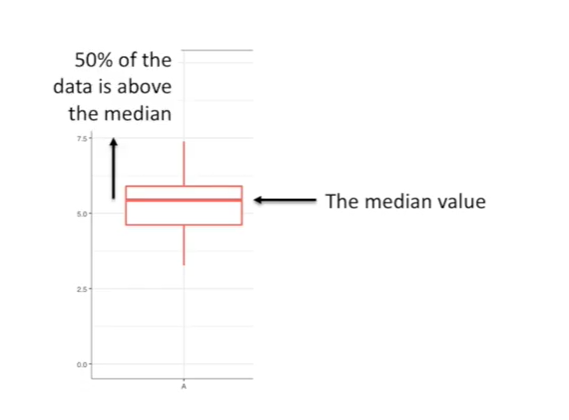 50% of the
data is above
the median
7.5
The median value
5.0
2.5
0.0
A